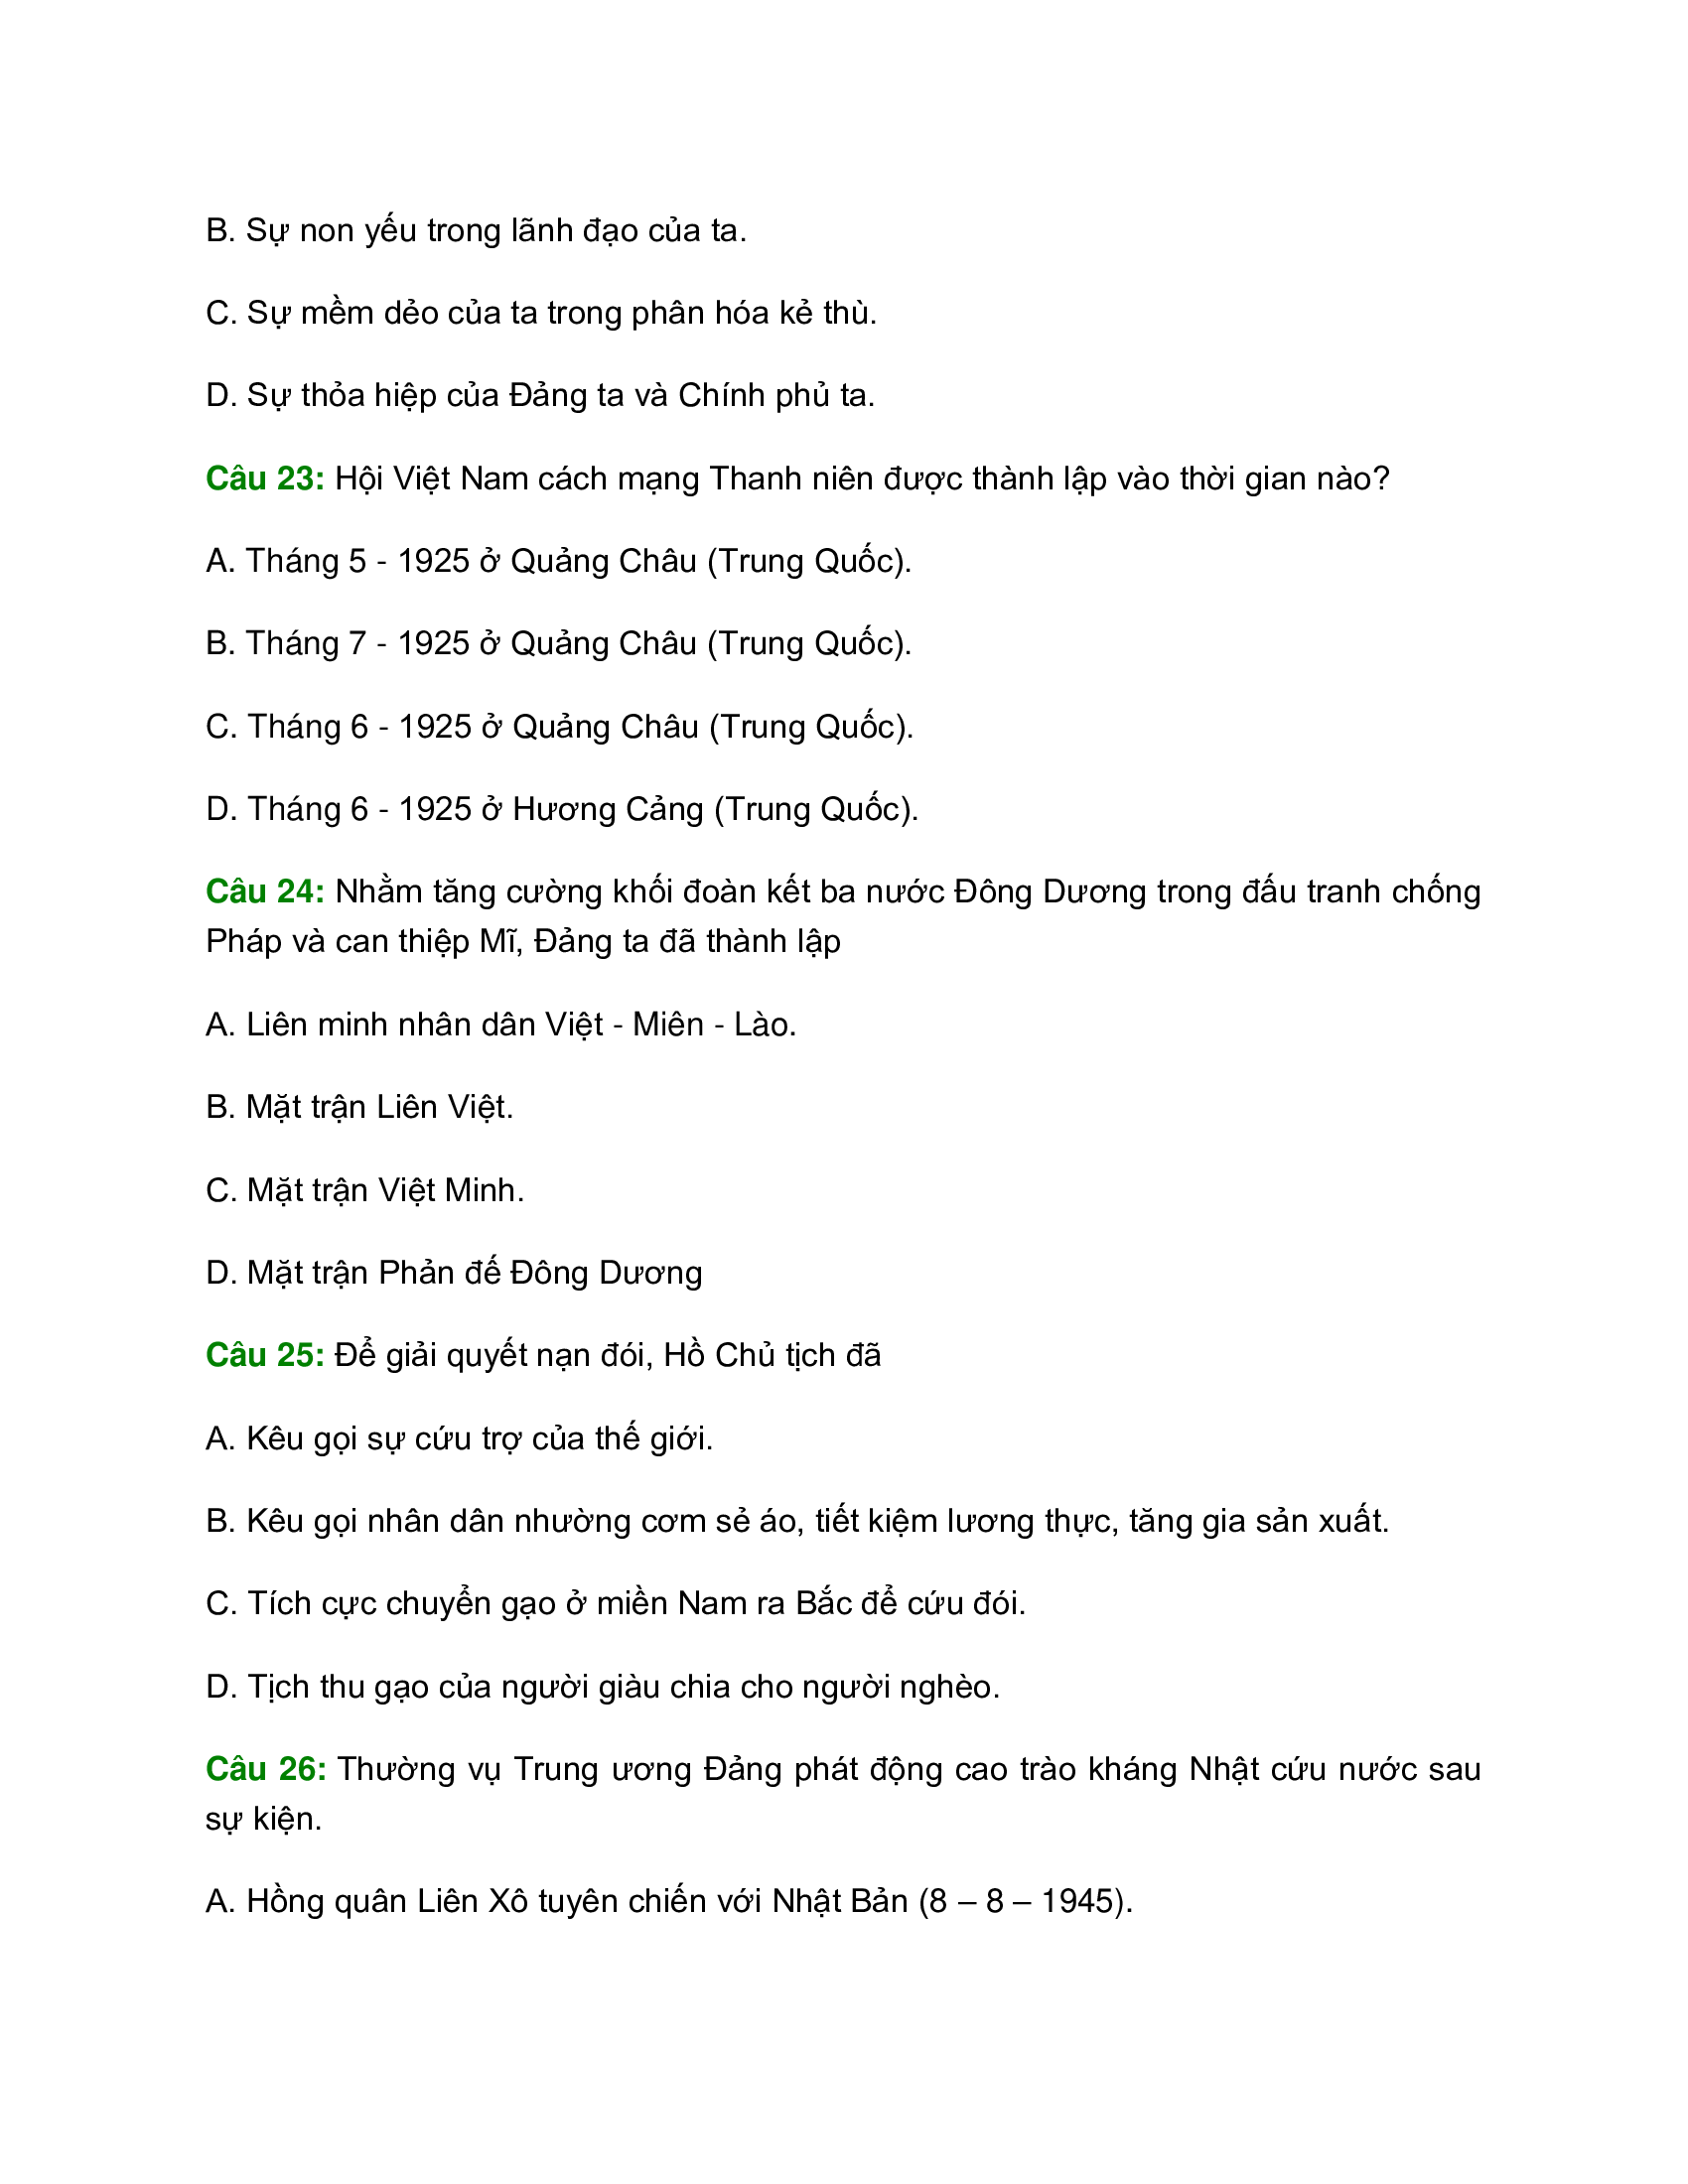 B. Sự non yếu trong lãnh đạo của ta.
C. Sự mềm dẻo của ta trong phân hóa kẻ thù.
D. Sự thỏa hiệp của Đảng ta và Chính phủ ta.
Câu 23: Hội Việt Nam cách mạng Thanh niên được thành lập vào thời gian nào?
A. Tháng 5 - 1925 ở Quảng Châu (Trung Quốc).
B. Tháng 7 - 1925 ở Quảng Châu (Trung Quốc).
C. Tháng 6 - 1925 ở Quảng Châu (Trung Quốc).
D. Tháng 6 - 1925 ở Hương Cảng (Trung Quốc).
Câu 24: Nhằm tăng cường khối đoàn kết ba nước Đông Dương trong đấu tranh chống
Pháp và can thiệp Mĩ, Đảng ta đã thành lập
A. Liên minh nhân dân Việt - Miên - Lào.
B. Mặt trận Liên Việt.
C. Mặt trận Việt Minh.
D. Mặt trận Phản đế Đông Dương
Câu 25: Để giải quyết nạn đói, Hồ Chủ tịch đã
A. Kêu gọi sự cứu trợ của thế giới.
B. Kêu gọi nhân dân nhường cơm sẻ áo, tiết kiệm lương thực, tăng gia sản xuất.
C. Tích cực chuyển gạo ở miền Nam ra Bắc để cứu đói.
D. Tịch thu gạo của người giàu chia cho người nghèo.
Câu 26: Thường vụ Trung ương Đảng phát động cao trào kháng Nhật cứu nước sau
sự kiện.
A. Hồng quân Liên Xô tuyên chiến với Nhật Bản (8 – 8 – 1945).